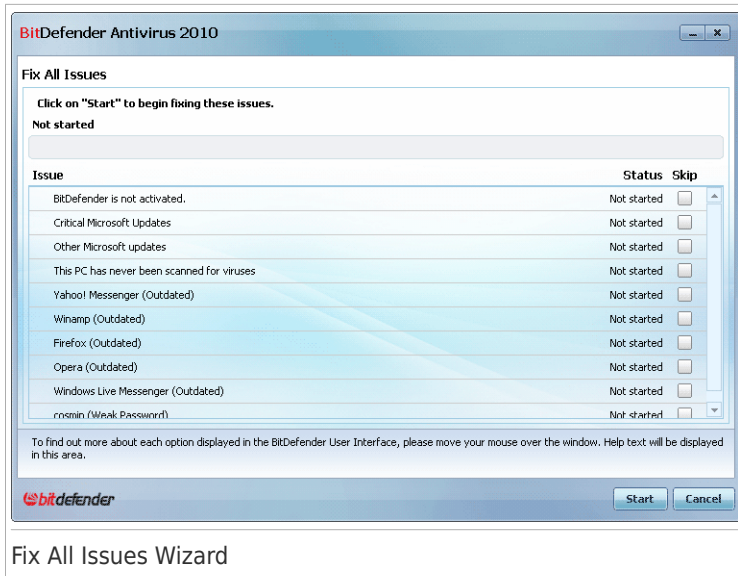 BitDefender Antivirus 2010
Fix All Issues
Click on "Start" to begin fixing these issues.
Not started
Issue Status Skip
BitDefender is not activated. Not started
Critical Microsoft Updates Not started
Other Microsoft updates Not started
This PC has never been scanned for viruses Not started
Yahoo! Messenger (Outdated) Not started
Winamp (Outdated) Not started
Firefox (Outdated) Not started
Opera (Outdated) Not started
Windows Live Messenger (Outdated) Not started
cosmin (Weak Password) Not started
To find out more about each option displayed in the BitDefender User Interface, please move your mouse over the window. Help text will be displayed
in this area.
bitdefender Start Cancel
Fix All Issues Wizard